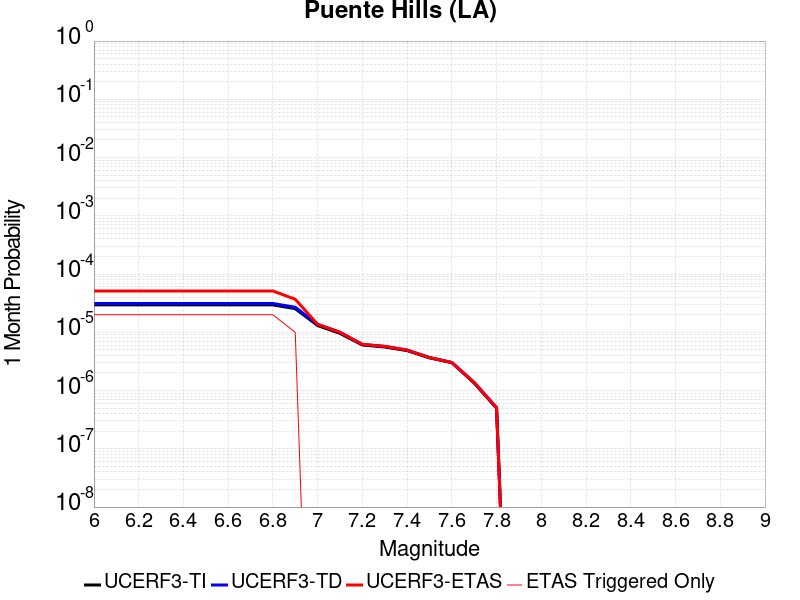 Puente Hills (LA)
1 Month Probability
10^0
10^-1
10^-2
10^-3
10^-4
10^-5
10^-6
10^-7
10^-8
6 6.2 6.4 6.6 6.8 7 7.2 7.4 7.6 7.8 8 8.2 8.4 8.6 8.8 9
Magnitude
UCERF3-TI UCERF3-TD UCERF3-ETAS ETAS Triggered Only